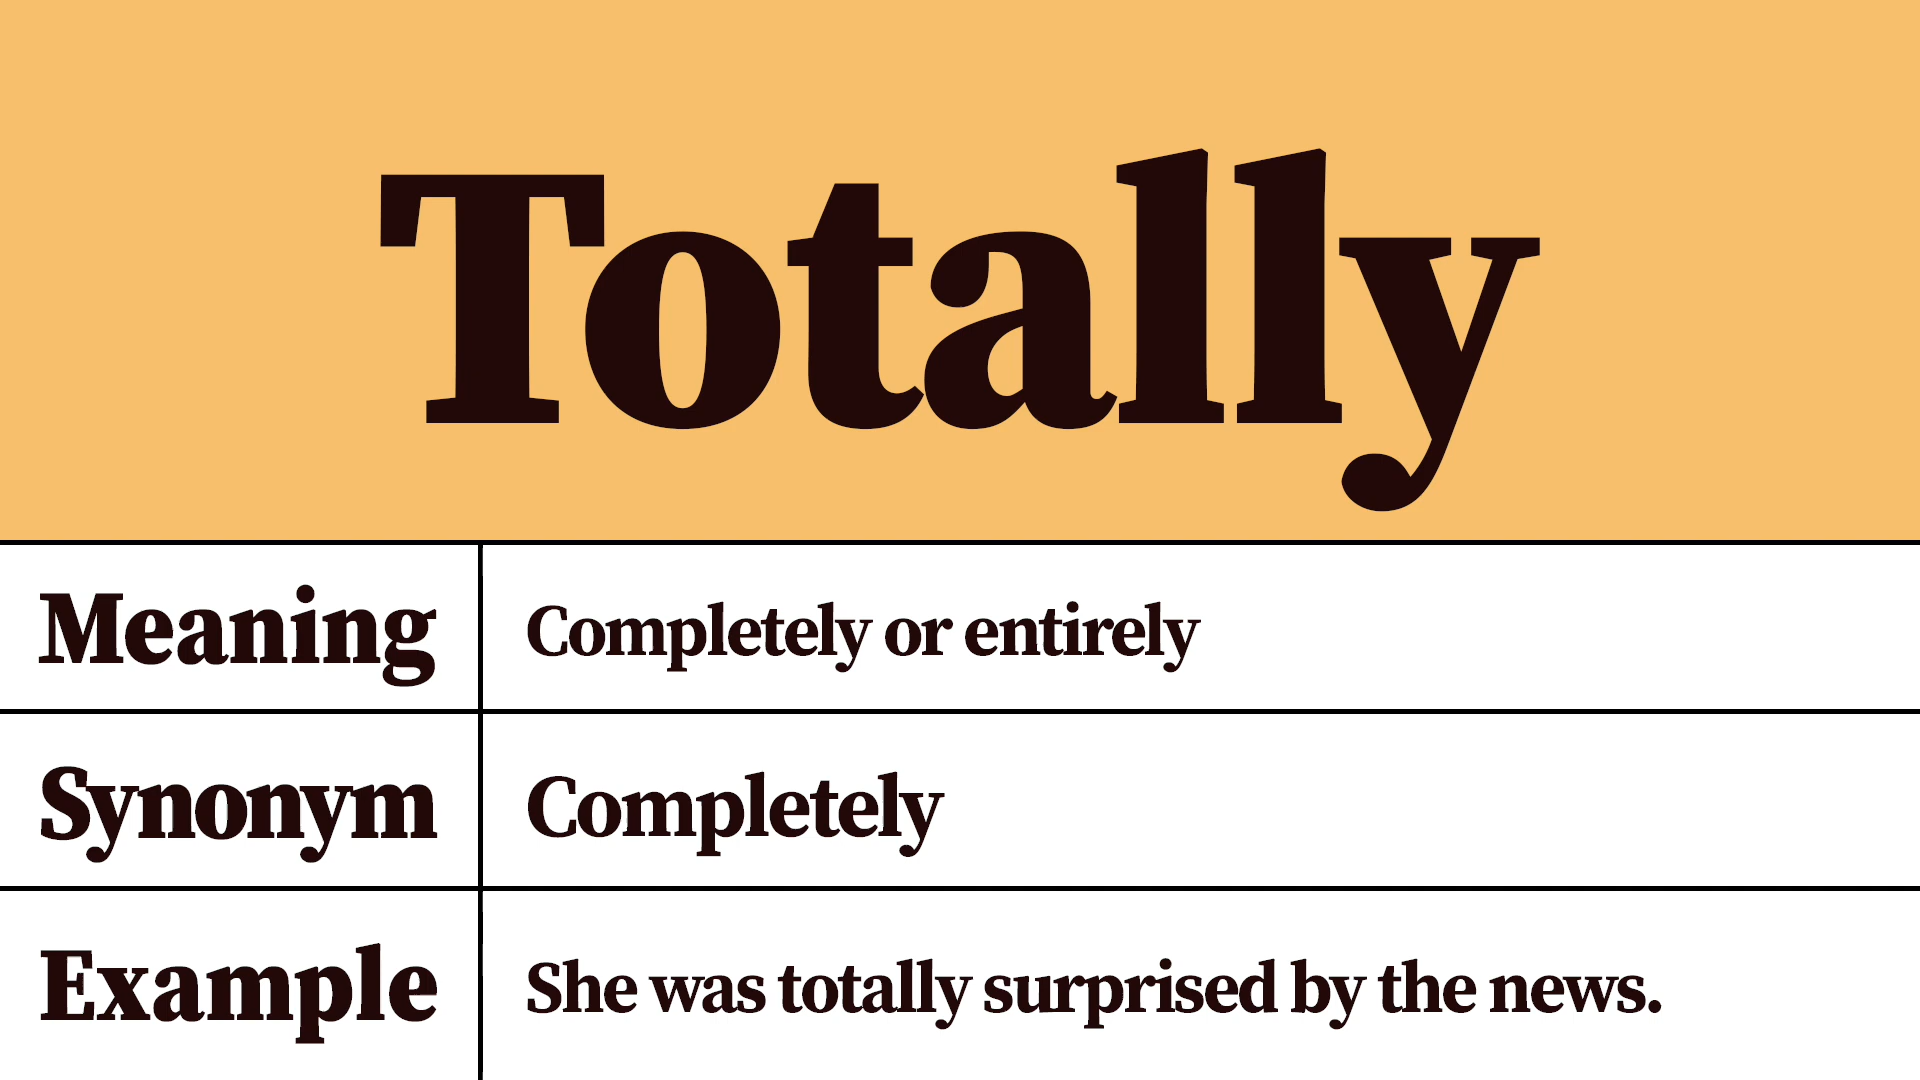 Totally
Meaning
Completely or entirely
Synonym
Completely
Example
She was totally surprised by the news.